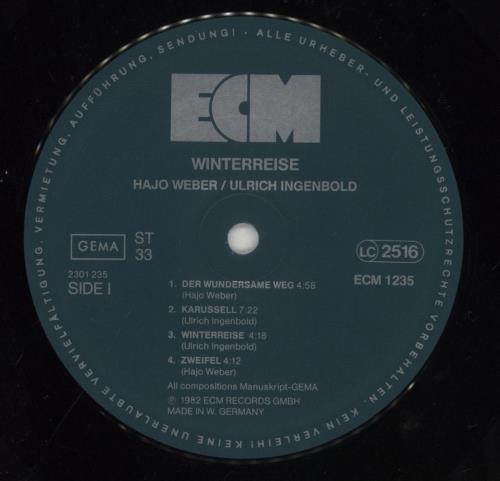 ALLE URHEBER- UND LEISTUNGSSCHUTZRECHTE VORBEHALTEN. KEIN VERLEIH! KEINE UNERLAUBTE VERVIELFÄLTIGUNG, VERMIETUNG, AUFFÜHRUNG, SENDUNG! -
ECM
WINTERREISE
HAJO WEBER / ULRICH INGENBOLD
GEMA
ST
33
LC 2516
2301 235
SIDE I
ECM 1235
1. DER WUNDERSAME WEG 4:58
(Hajo Weber)
2. KARUSSELL 7:22
(Ulrich Ingenbold)
3. WINTERREISE 4:18
(Ulrich Ingenbold)
4. ZWEIFEL 4:12
(Hajo Weber)
All compositions Manuskript-GEMA
℗ 1982 ECM RECORDS GMBH
MADE IN W. GERMANY